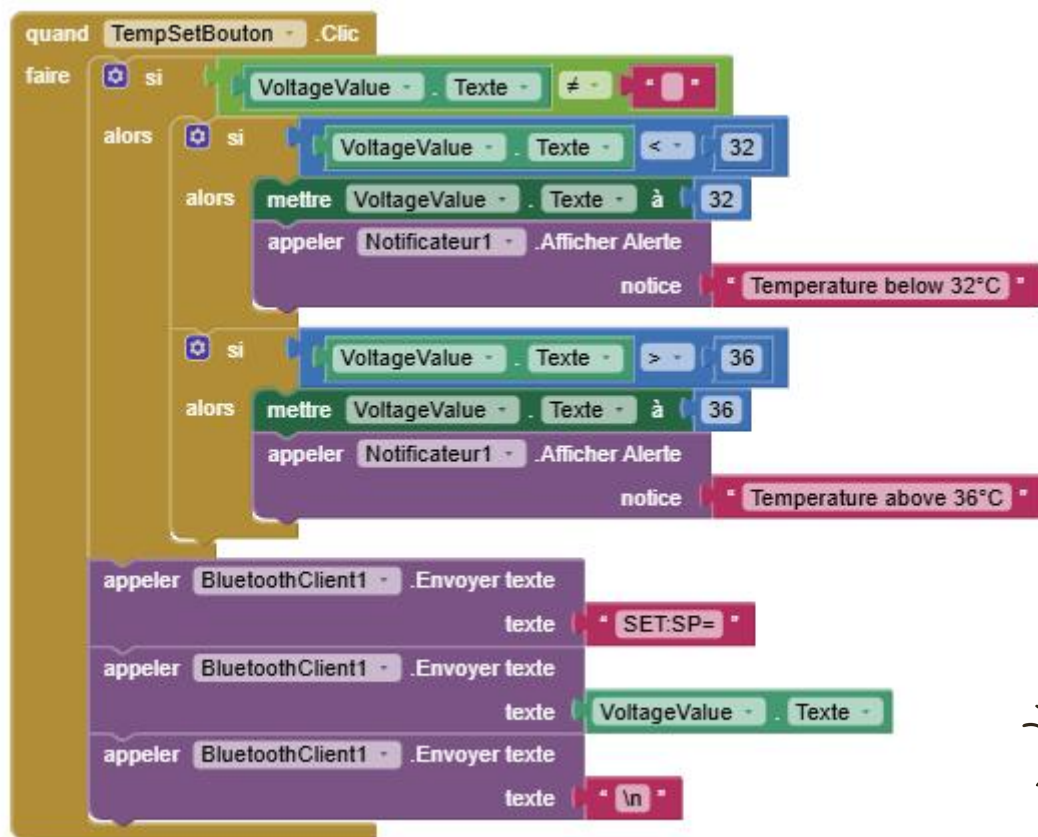 quand TempSetBouton .Clic
faire si VoltageValue . Texte ≠ " "
alors si VoltageValue . Texte < 32
alors mettre VoltageValue . Texte à 32
appeler Notificateur1 .Afficher Alerte
notice " Temperature below 32°C "
si VoltageValue . Texte > 36
alors mettre VoltageValue . Texte à 36
appeler Notificateur1 .Afficher Alerte
notice " Temperature above 36°C "
appeler BluetoothClient1 .Envoyer texte
texte " SET:SP= "
appeler BluetoothClient1 .Envoyer texte
texte VoltageValue . Texte
appeler BluetoothClient1 .Envoyer texte
texte " \n "